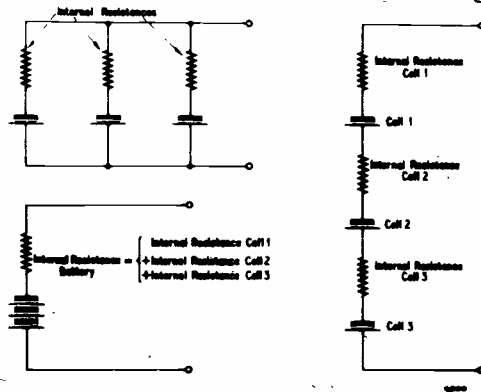 Internal Resistances
Internal Resistance
Battery
=
Internal Resistance Cell 1
+Internal Resistance Cell 2
+Internal Resistance Cell 3
Internal Resistance
Cell 1
Cell 1
Internal Resistance
Cell 2
Cell 2
Internal Resistance
Cell 3
Cell 3